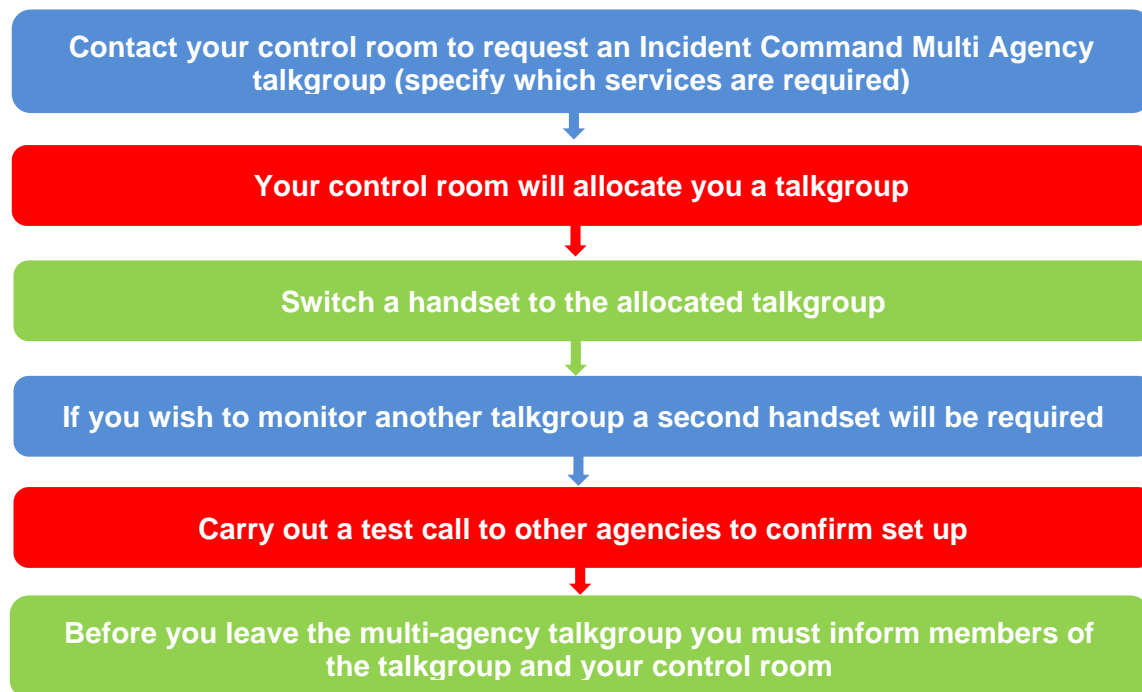 Contact your control room to request an Incident Command Multi Agency
talkgroup (specify which services are required)
Your control room will allocate you a talkgroup
Switch a handset to the allocated talkgroup
If you wish to monitor another talkgroup a second handset will be required
Carry out a test call to other agencies to confirm set up
Before you leave the multi-agency talkgroup you must inform members of
the talkgroup and your control room